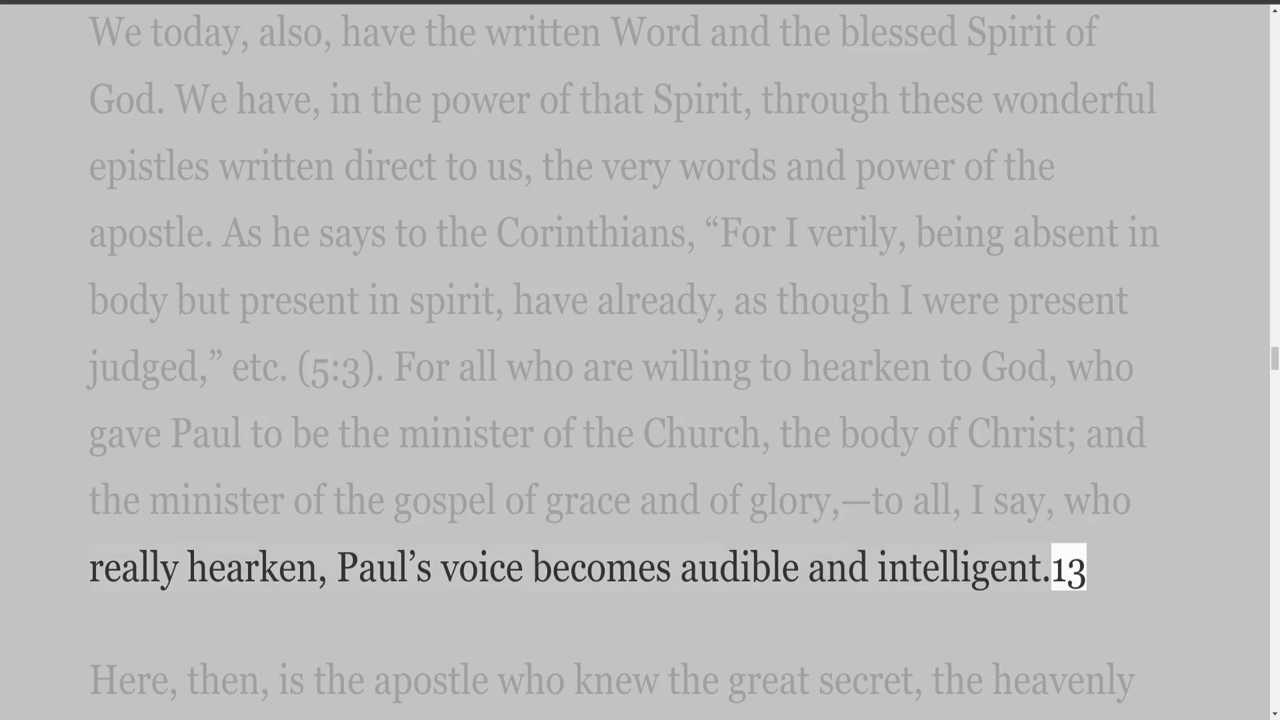 We today, also, have the written Word and the blessed Spirit of
God. We have, in the power of that Spirit, through these wonderful
epistles written direct to us, the very words and power of the
apostle. As he says to the Corinthians, “For I verily, being absent in
body but present in spirit, have already, as though I were present
judged,” etc. (5:3). For all who are willing to hearken to God, who
gave Paul to be the minister of the Church, the body of Christ; and
the minister of the gospel of grace and of glory,—to all, I say, who
really hearken, Paul’s voice becomes audible and intelligent.13
Here, then, is the apostle who knew the great secret, the heavenly